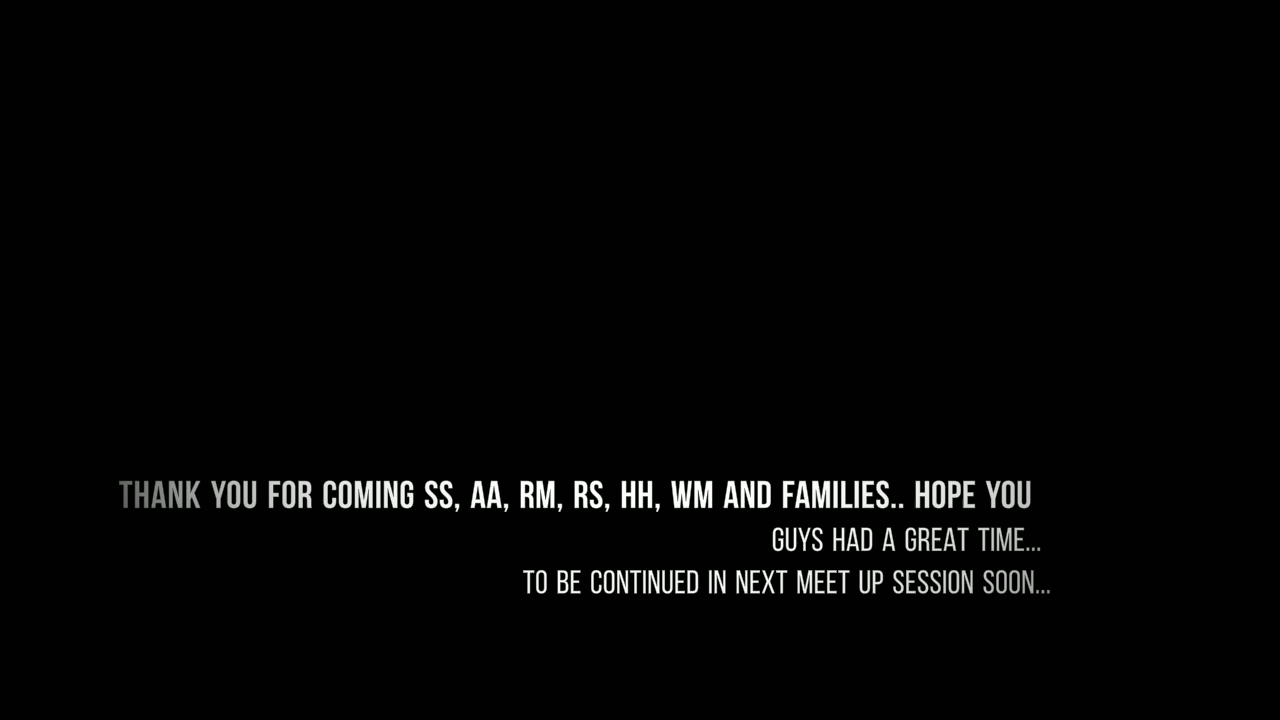 THANK YOU FOR COMING SS, AA, RM, RS, HH, WM AND FAMILIES.. HOPE YOU
GUYS HAD A GREAT TIME...
TO BE CONTINUED IN NEXT MEET UP SESSION SOON...